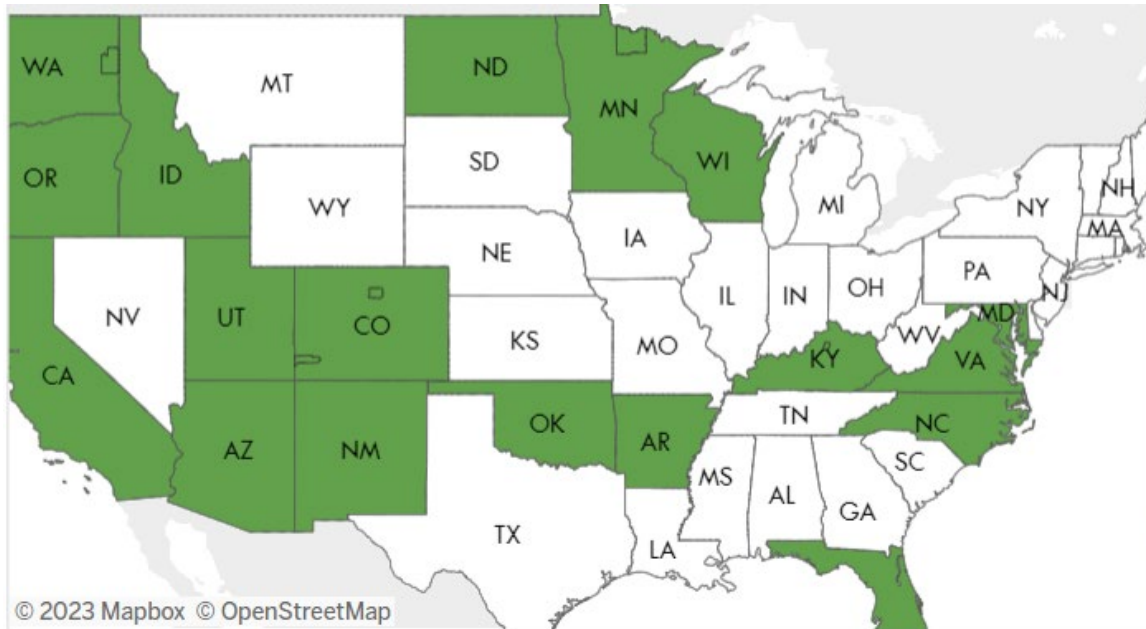 WA
MT
ND
MN
OR
ID
SD
WI
WY
MI
NY
NH
MA
IA
NE
PA
NJ
NV
UT
CO
IL
IN
OH
MD
KS
MO
WV
CA
KY
VA
AZ
NM
OK
AR
TN
NC
MS
AL
SC
GA
TX
LA
© 2023 Mapbox © OpenStreetMap